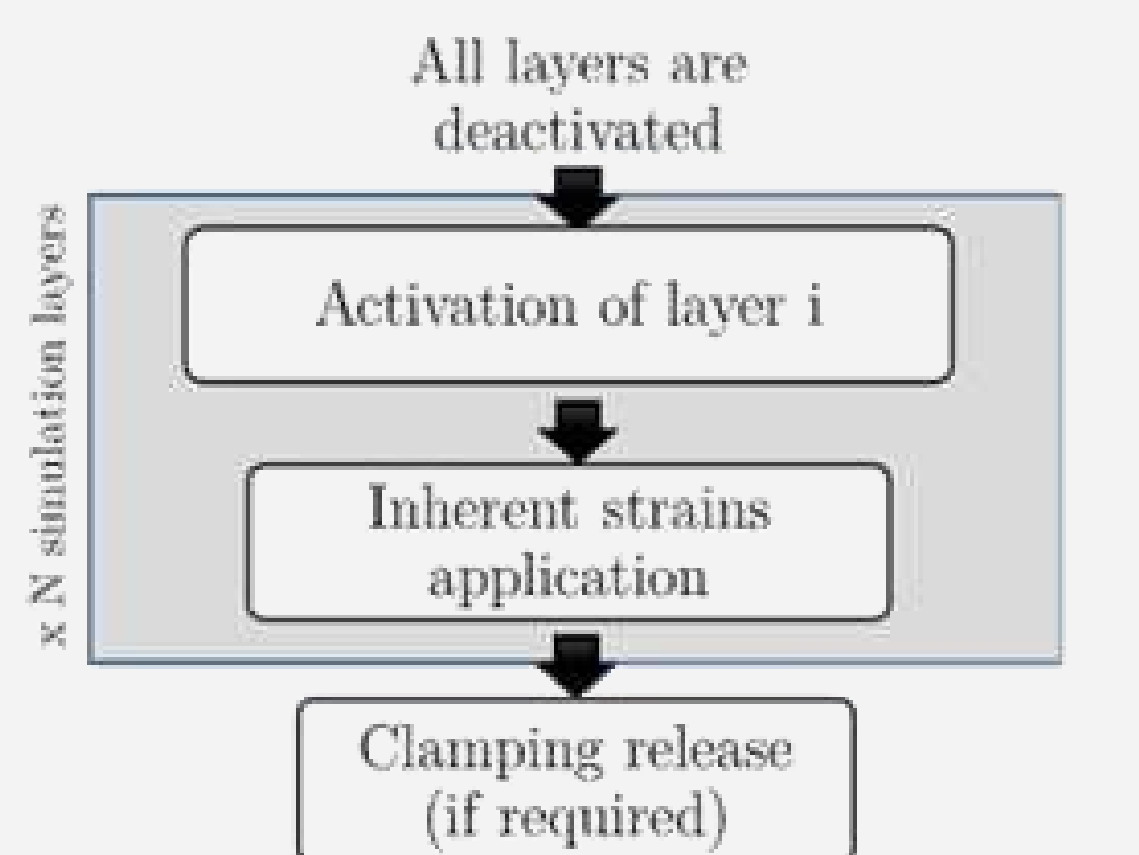 All layers are
deactivated
x N simulation layers
Activation of layer i
Inherent strains
application
Clamping release
(if required)